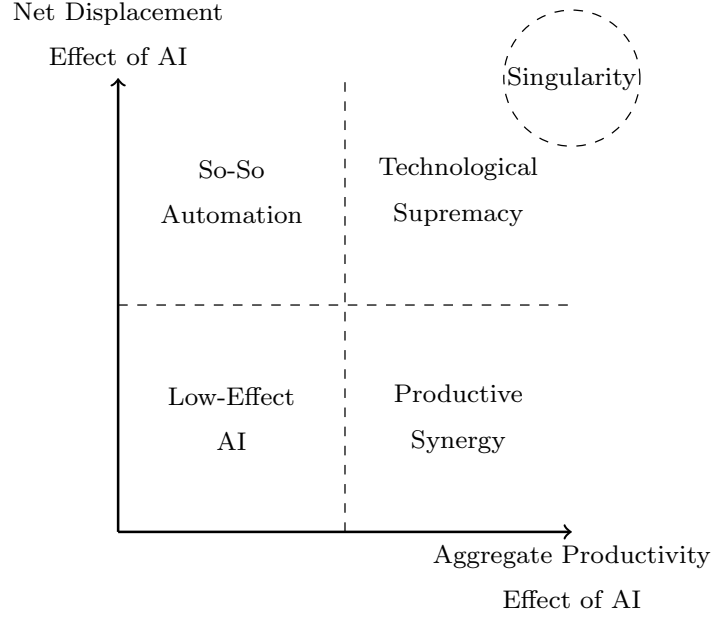 Net Displacement
Effect of AI
Singularity
So-So
Automation
Technological
Supremacy
Low-Effect
AI
Productive
Synergy
Aggregate Productivity
Effect of AI